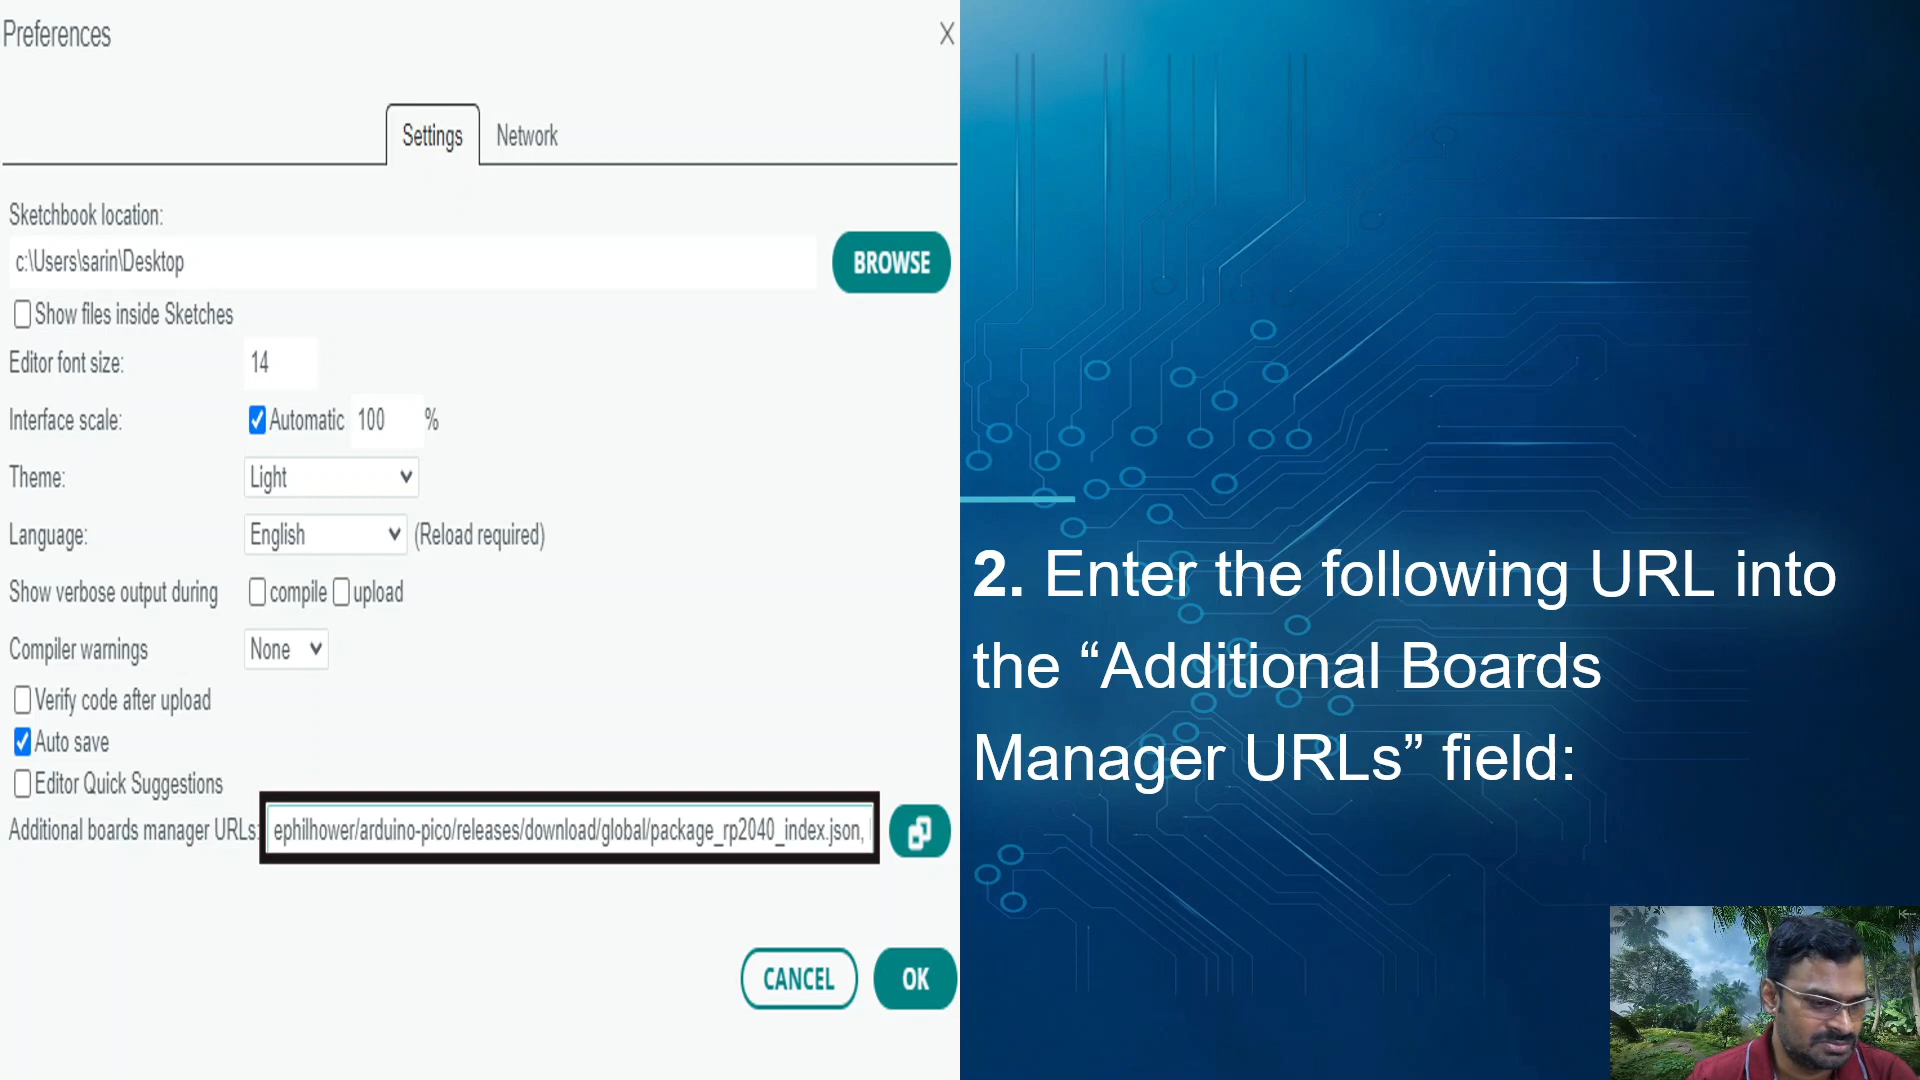 Preferences
X
Settings Network
Sketchbook location:
c:\Users\sarin\Desktop
BROWSE
Show files inside Sketches
Editor font size: 14
Interface scale: Automatic 100 %
Theme: Light
Language: English (Reload required)
Show verbose output during compile upload
Compiler warnings None
Verify code after upload
Auto save
Editor Quick Suggestions
Additional boards manager URLs: ephilhower/arduino-pico/releases/download/global/package_rp2040_index.json,
CANCEL OK
2. Enter the following URL into
the “Additional Boards
Manager URLs” field: